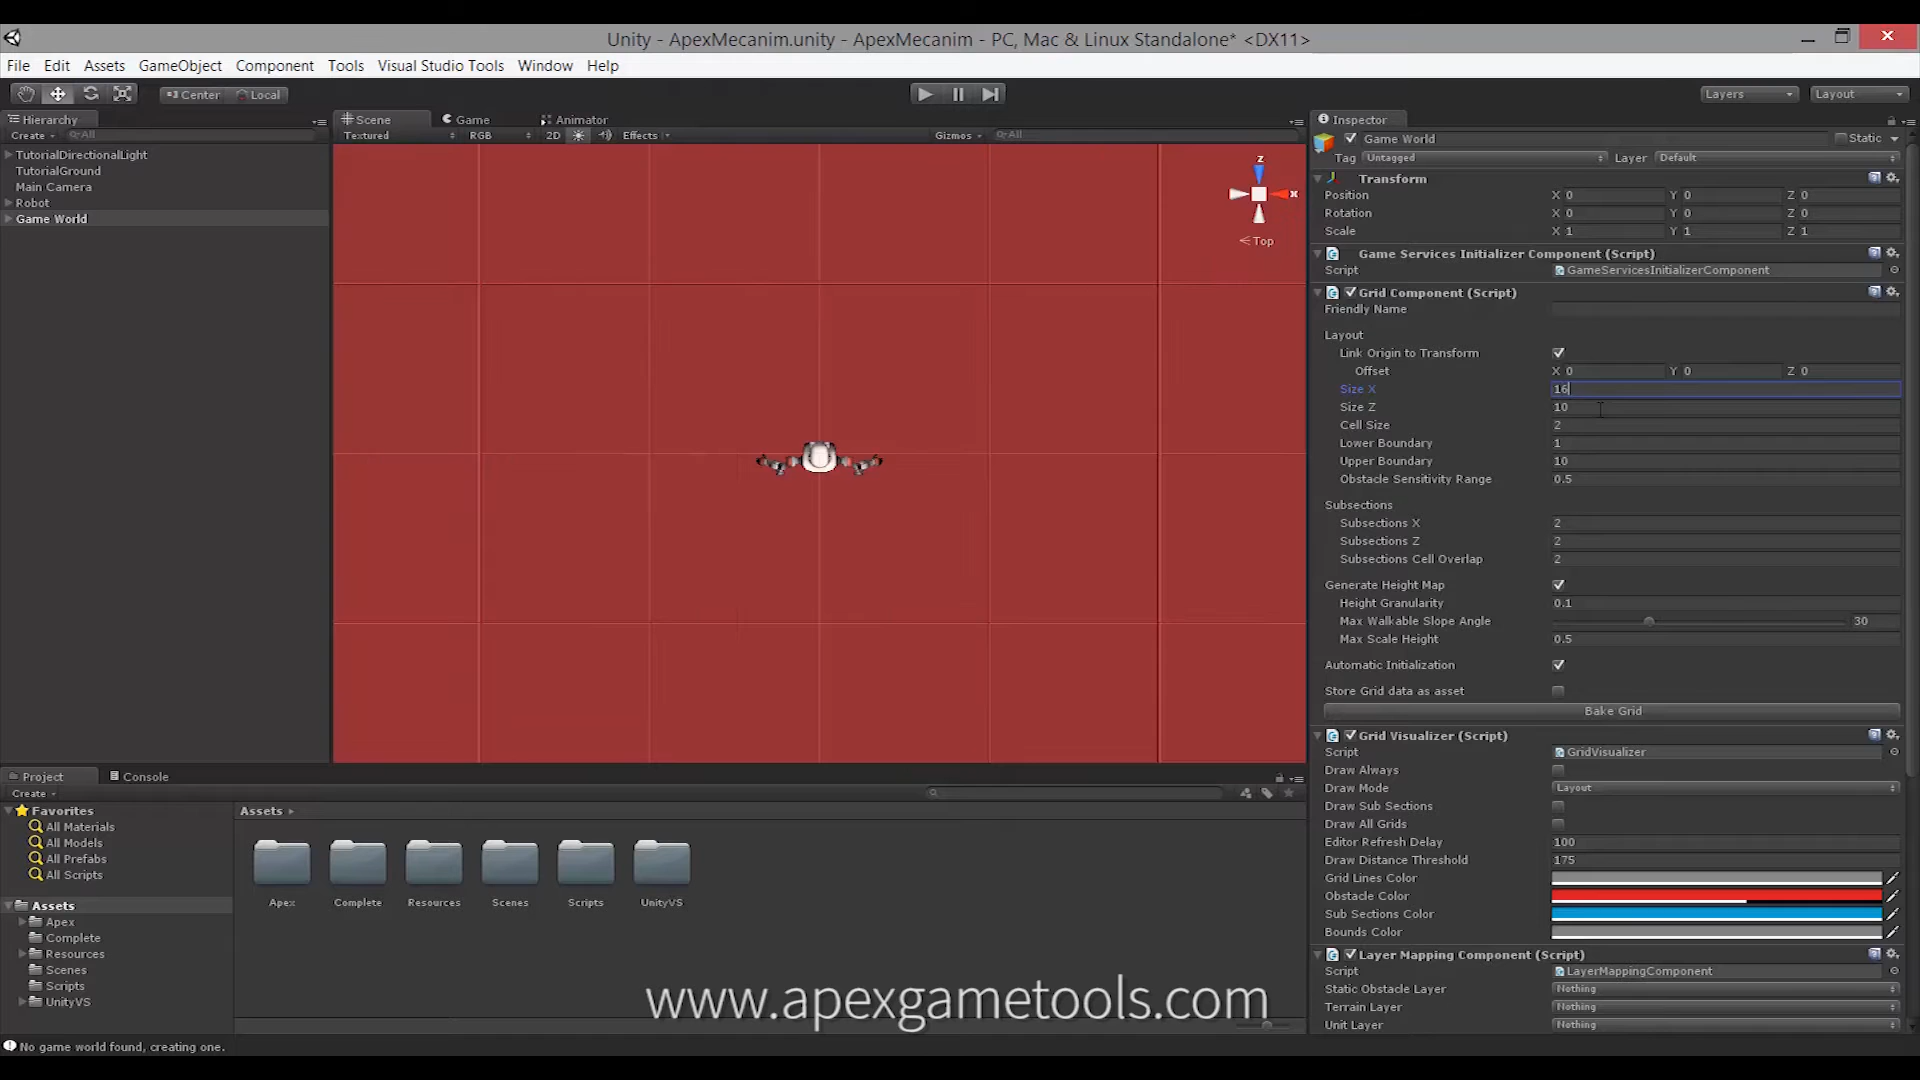 Unity - ApexMecanim.unity - ApexMecanim - PC, Mac & Linux Standalone* <DX11>
File Edit Assets GameObject Component Tools Visual Studio Tools Window Help
Center Local
Layers Layout
Hierarchy
Create All
TutorialDirectionalLight
TutorialGround
Main Camera
Robot
Game World
Scene Game Animator
Textured RGB 2D Effects Gizmos All
z
x
Top
Inspector
Game World Static
Tag Untagged Layer Default
Transform
Position X 0 Y 0 Z 0
Rotation X 0 Y 0 Z 0
Scale X 1 Y 1 Z 1
Game Services Initializer Component (Script)
Script GameServicesInitializerComponent
Grid Component (Script)
Friendly Name
Layout
Link Origin to Transform
Offset X 0 Y 0 Z 0
Size X 16
Size Z 10
Cell Size 2
Lower Boundary 1
Upper Boundary 10
Obstacle Sensitivity Range 0.5
Subsections
Subsections X 2
Subsections Z 2
Subsections Cell Overlap 2
Generate Height Map
Height Granularity 0.1
Max Walkable Slope Angle 30
Max Scale Height 0.5
Automatic Initialization
Store Grid data as asset
Bake Grid
Grid Visualizer (Script)
Script GridVisualizer
Draw Always
Draw Mode Layout
Draw Sub Sections
Draw All Grids
Editor Refresh Delay 100
Draw Distance Threshold 175
Grid Lines Color
Obstacle Color
Sub Sections Color
Bounds Color
Layer Mapping Component (Script)
Script LayerMappingComponent
Static Obstacle Layer Nothing
Terrain Layer Nothing
Unit Layer Nothing
Project Console
Create
Favorites
All Materials
All Models
All Prefabs
All Scripts
Assets
Apex
Complete
Resources
Scenes
Scripts
UnityVS
Assets
Apex Complete Resources Scenes Scripts UnityVS
www.apexgametools.com
No game world found, creating one.